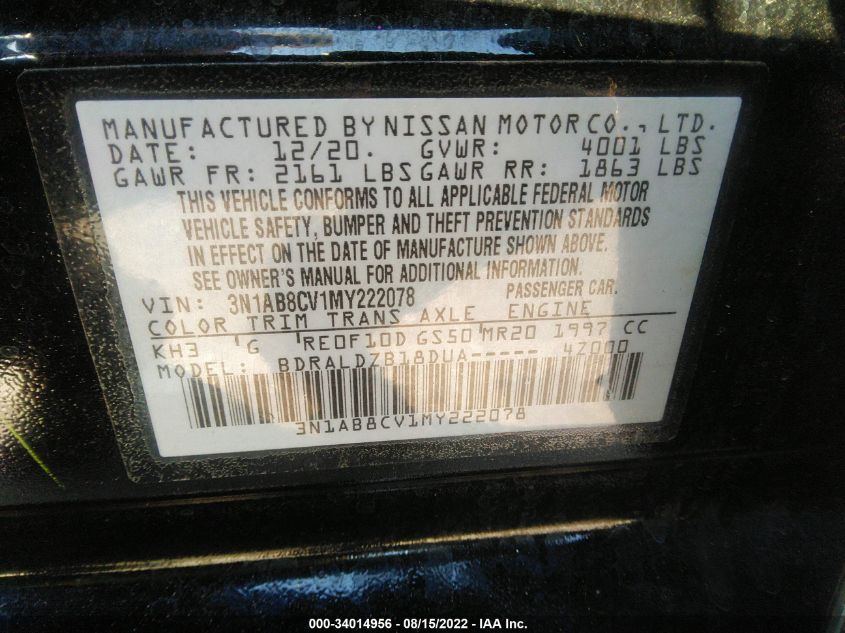 MANUFACTURED BY NISSAN MOTOR CO., LTD.
DATE: 12/20. GVWR: 4001 LBS
GAWR FR: 2161 LBS GAWR RR: 1863 LBS
THIS VEHICLE CONFORMS TO ALL APPLICABLE FEDERAL MOTOR
VEHICLE SAFETY, BUMPER AND THEFT PREVENTION STANDARDS
IN EFFECT ON THE DATE OF MANUFACTURE SHOWN ABOVE.
SEE OWNER'S MANUAL FOR ADDITIONAL INFORMATION.
VIN: 3N1AB8CV1MY222078 PASSENGER CAR.
COLOR TRIM TRANS AXLE ENGINE
KH3 'G 'RE0F10D GS50'MR20 1997 CC
MODEL: BDRALDZB18DUA----- 4Z000
3N1AB8CV1MY222078
000-34014956 - 08/15/2022 - IAA Inc.